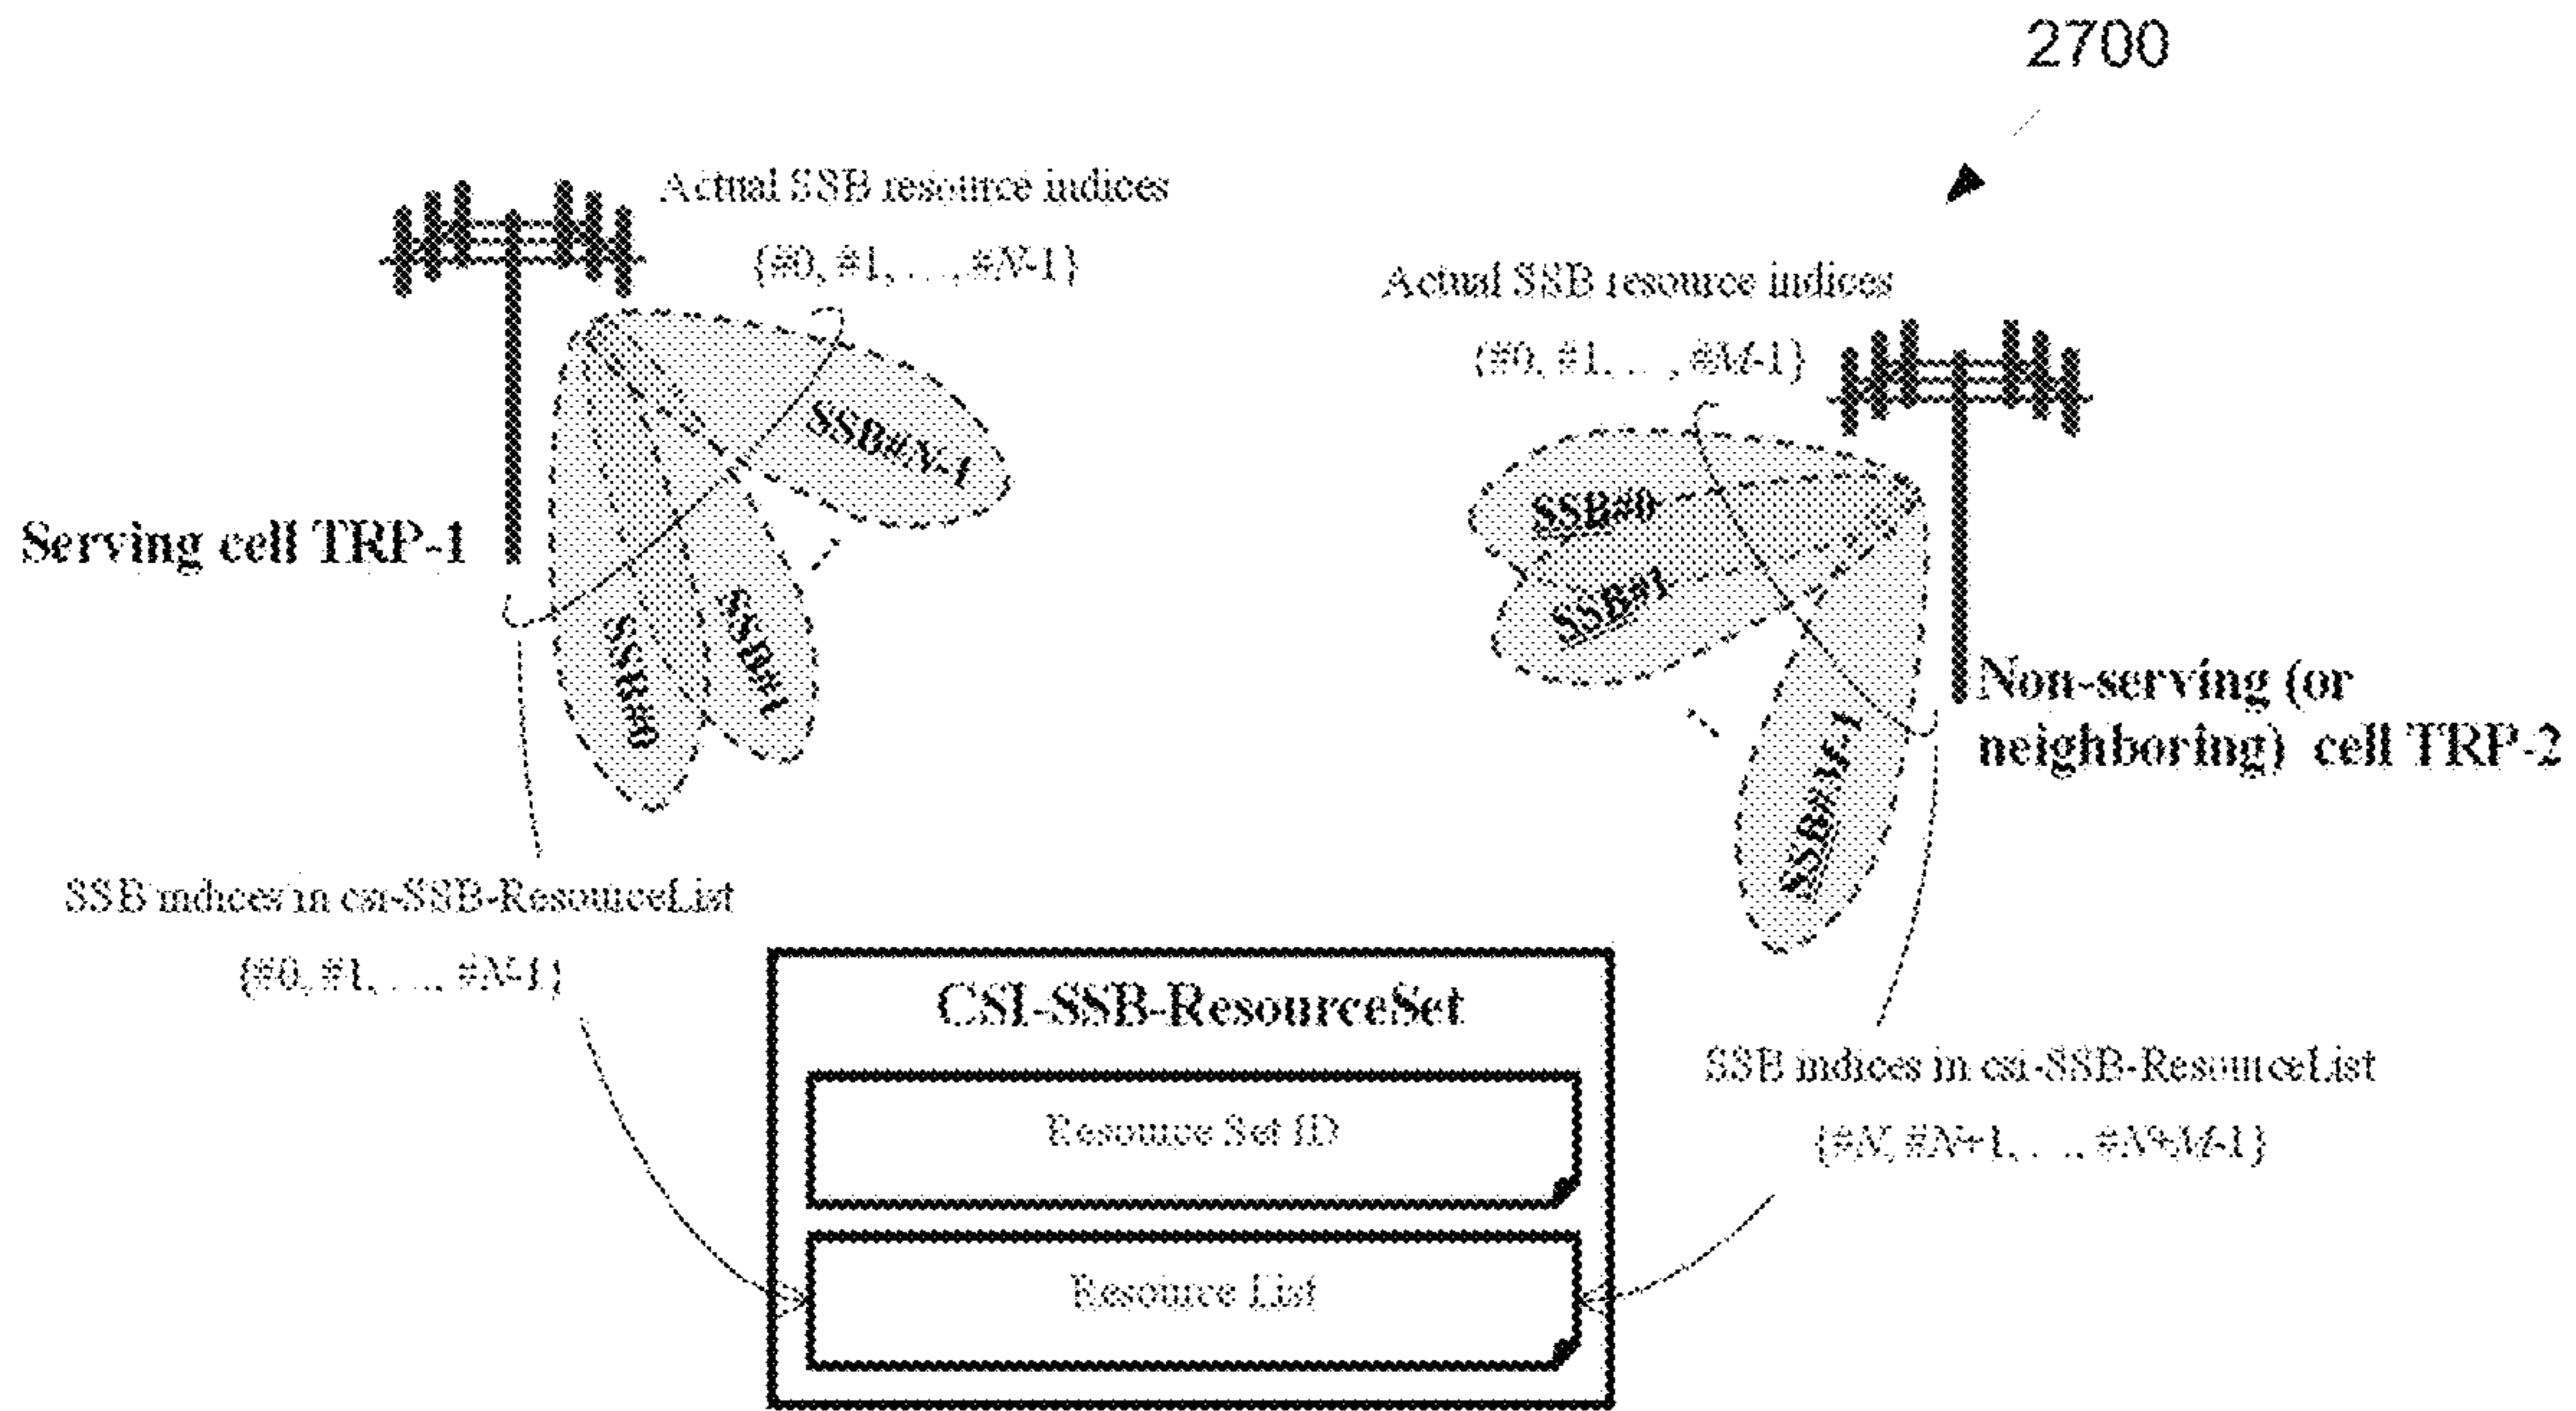 2700
Actual SSB resource indices
{#0, #1, ..., #N-1}
Actual SSB resource indices
{#0, #1, ..., #M-1}
SSB#N-1
SSB#0
SSB#1
Serving cell TRP-1
SSB#0
SSB#1
SSB#M-1
Non-serving (or
neighboring) cell TRP-2
SSB indices in csi-SSB-ResourceList
{#0, #1, ..., #N-1}
CSI-SSB-ResourceSet
Resource Set ID
Resource List
SSB indices in csi-SSB-ResourceList
{#N, #N+1, ..., #N+M-1}